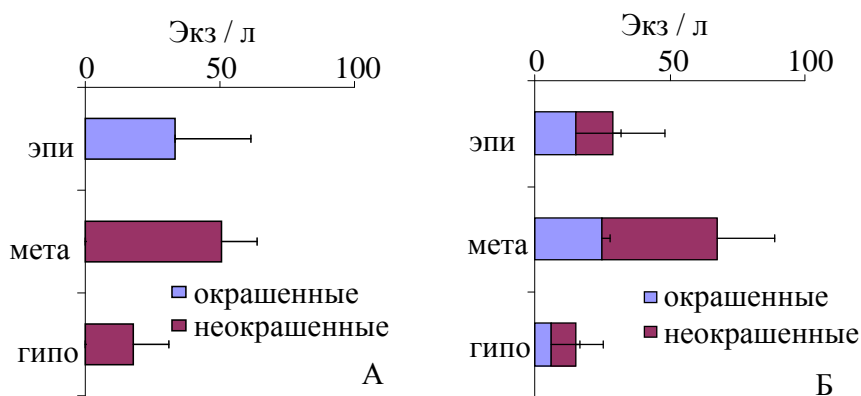 Экз / л
0 50 100
эпи
мета
гипо
окрашенные
неокрашенные
А
Экз / л
0 50 100
эпи
мета
гипо
окрашенные
неокрашенные
Б